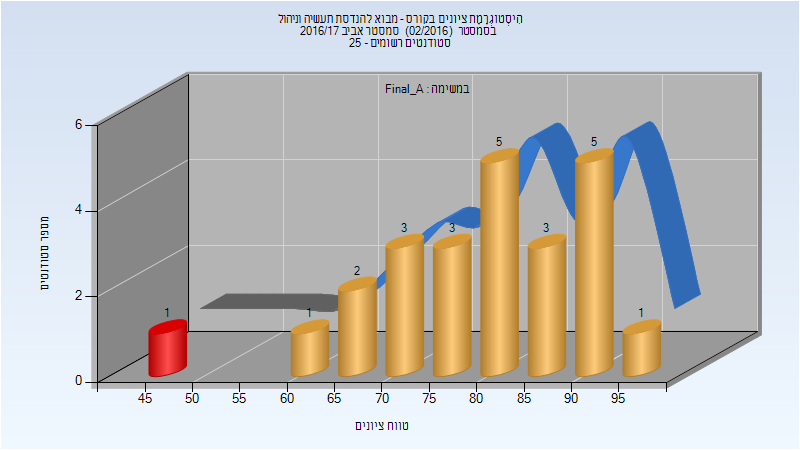 היסטוגרמת ציונים בקורס - מבוא להנדסת תעשיה וניהול
בסמסטר (02/2016) סמסטר אביב 2016/17
סטודנטים רשומים - 25
במשימה : Final_A
מספר סטודנטים
6
4
2
0
1
1
2
3
3
5
3
5
1
45 50 55 60 65 70 75 80 85 90 95
טווח ציונים